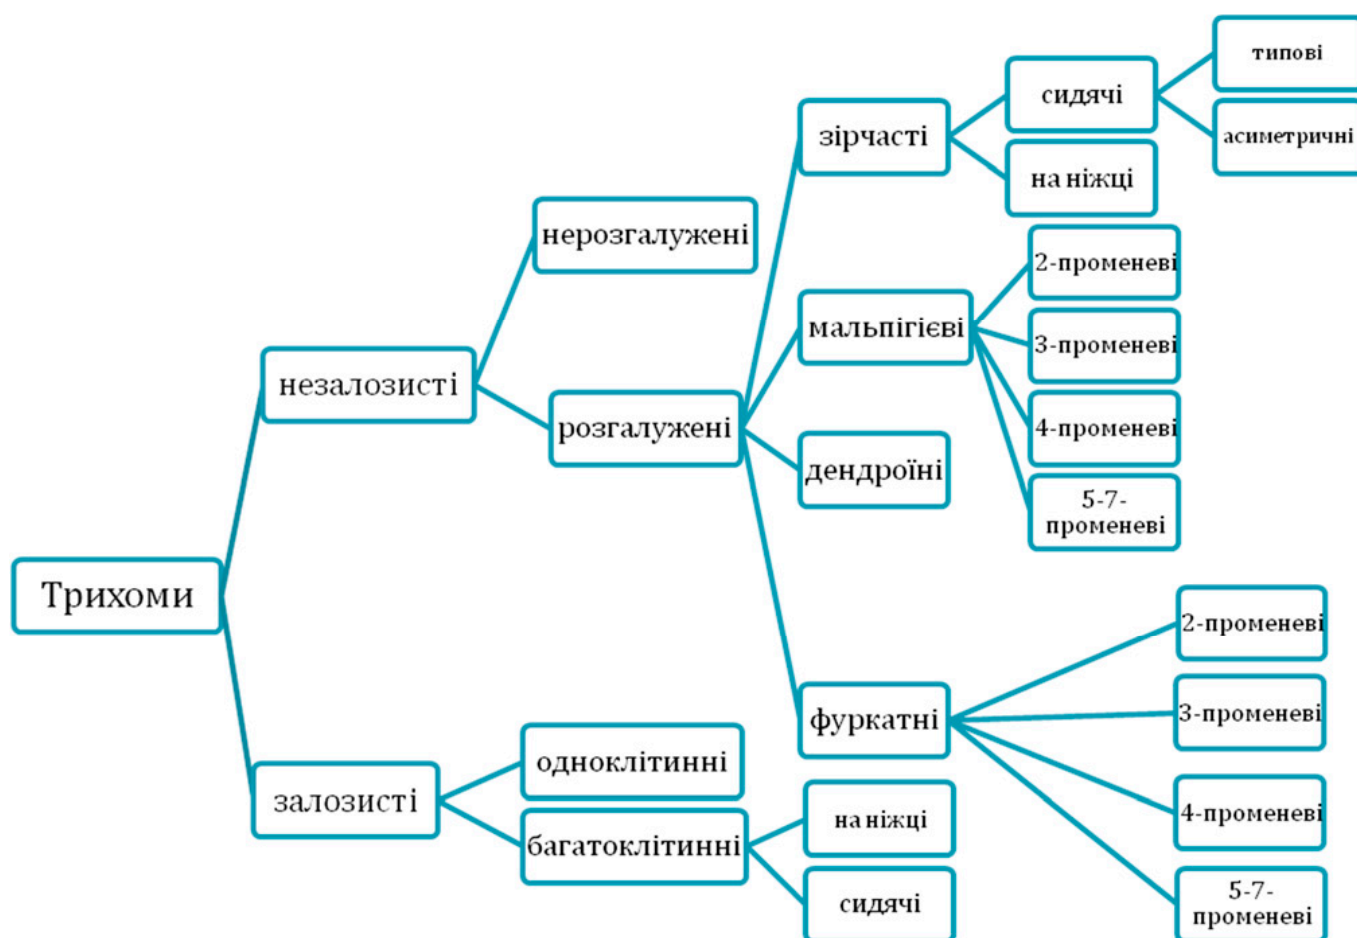 Трихоми
незалозисті
нерозгалужені
розгалужені
зірчасті
сидячі
типові
асиметричні
на ніжці
мальпігієві
2-променеві
3-променеві
4-променеві
5-7-
променеві
дендроїні
фуркатні
2-променеві
3-променеві
4-променеві
5-7-
променеві
залозисті
одноклітинні
багатоклітинні
на ніжці
сидячі